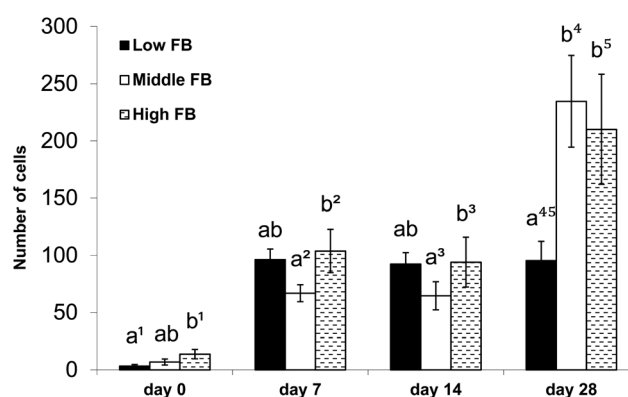 Number of cells
300
250
200
150
100
50
0
Low FB
Middle FB
High FB
a¹ ab b¹
ab a² b²
ab a³ b³
a⁴⁵ b⁴ b⁵
day 0 day 7 day 14 day 28